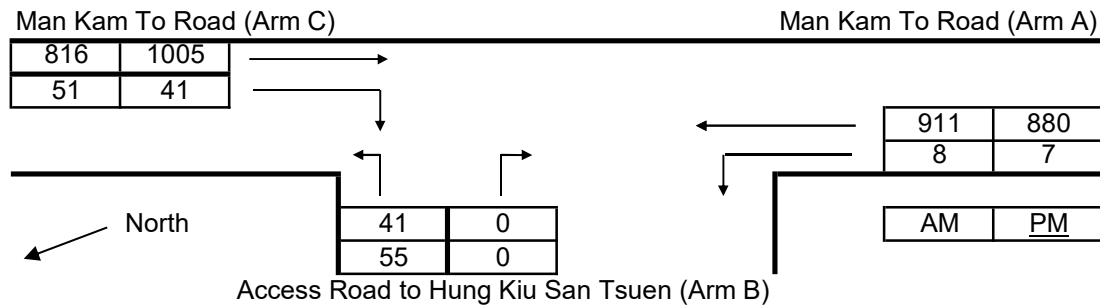 Man Kam To Road (Arm C) Man Kam To Road (Arm A)
816 1005
51 41
911 880
8 7
North
41 0
55 0
AM PM
Access Road to Hung Kiu San Tsuen (Arm B)